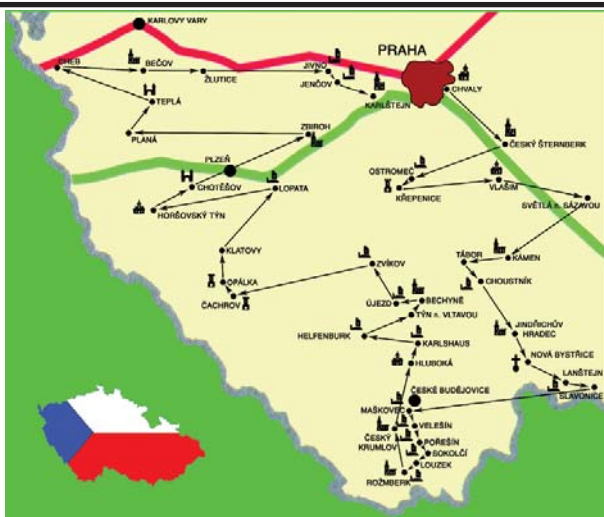 KARLOVY VARY
PRAHA
CHEB
BEČOV
ŽLUTICE
JIVNO
JENČOV
KARLŠTEJN
CHVALY
TEPLÁ
PLANÁ
ZBIROH
ČESKÝ ŠTERNBERK
PLZEŇ
OSTROMEČ
CHOTĚŠOV
LOPATA
KŘEPENICE
VLAŠIM
SVĚTLÁ n. SÁZAVOU
HORŠOVSKÝ TÝN
KLATOVY
ZVÍKOV
TÁBOR
KÁMEN
OPÁLKA
CHOUSTNÍK
ČACHROV
ÚJEZD
BECHYNĚ
TÝN n. VLTAVOU
HELFENBURK
KARLSHAUS
JINDŘICHŮV
HRADEC
NOVÁ BYSTŘICE
HLUBOKÁ
LANŠTEJN
ČESKÉ BUDĚJOVICE
SLAVONICE
MAŠKOVEC
VELEŠÍN
ČESKÝ
KRUMLOV
POŘEŠÍN
SOKOLČÍ
LOUZEK
ROŽMBERK